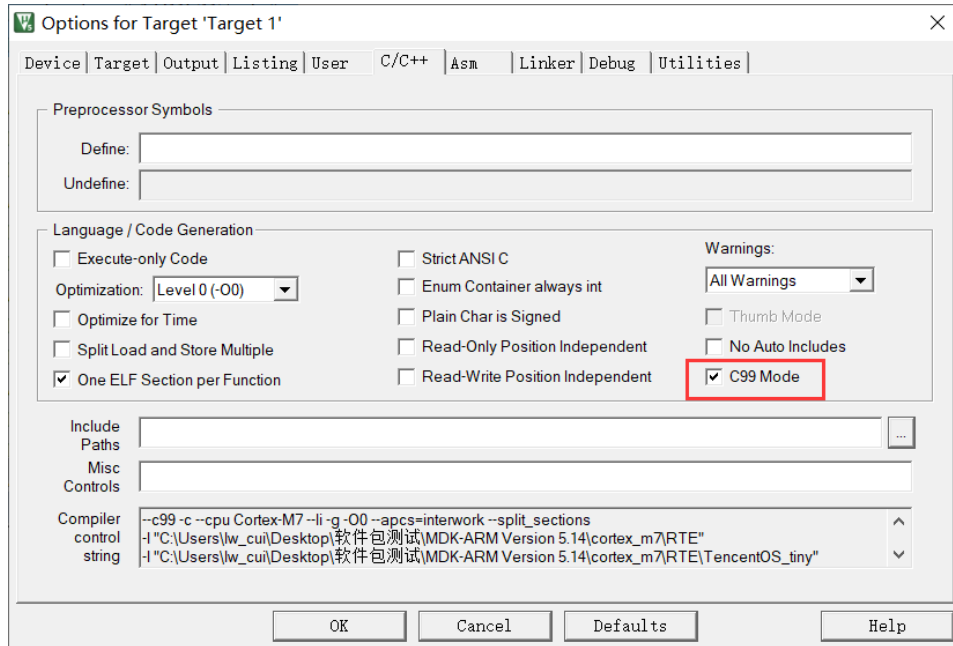 Options for Target 'Target 1'
Device Target Output Listing User C/C++ Asm Linker Debug Utilities
Preprocessor Symbols
Define:
Undefine:
Language / Code Generation
Execute-only Code
Optimization: Level 0 (-O0)
Optimize for Time
Split Load and Store Multiple
One ELF Section per Function
Strict ANSI C
Enum Container always int
Plain Char is Signed
Read-Only Position Independent
Read-Write Position Independent
Warnings:
All Warnings
Thumb Mode
No Auto Includes
C99 Mode
Include
Paths
...
Misc
Controls
Compiler
control
string
--c99 -c --cpu Cortex-M7 --li -g -O0 --apcs=interwork --split_sections
-I "C:\Users\lw_cui\Desktop\软件包测试\MDK-ARM Version 5.14\cortex_m7\RTE"
-I "C:\Users\lw_cui\Desktop\软件包测试\MDK-ARM Version 5.14\cortex_m7\RTE\TencentOS_tiny"
OK Cancel Defaults Help